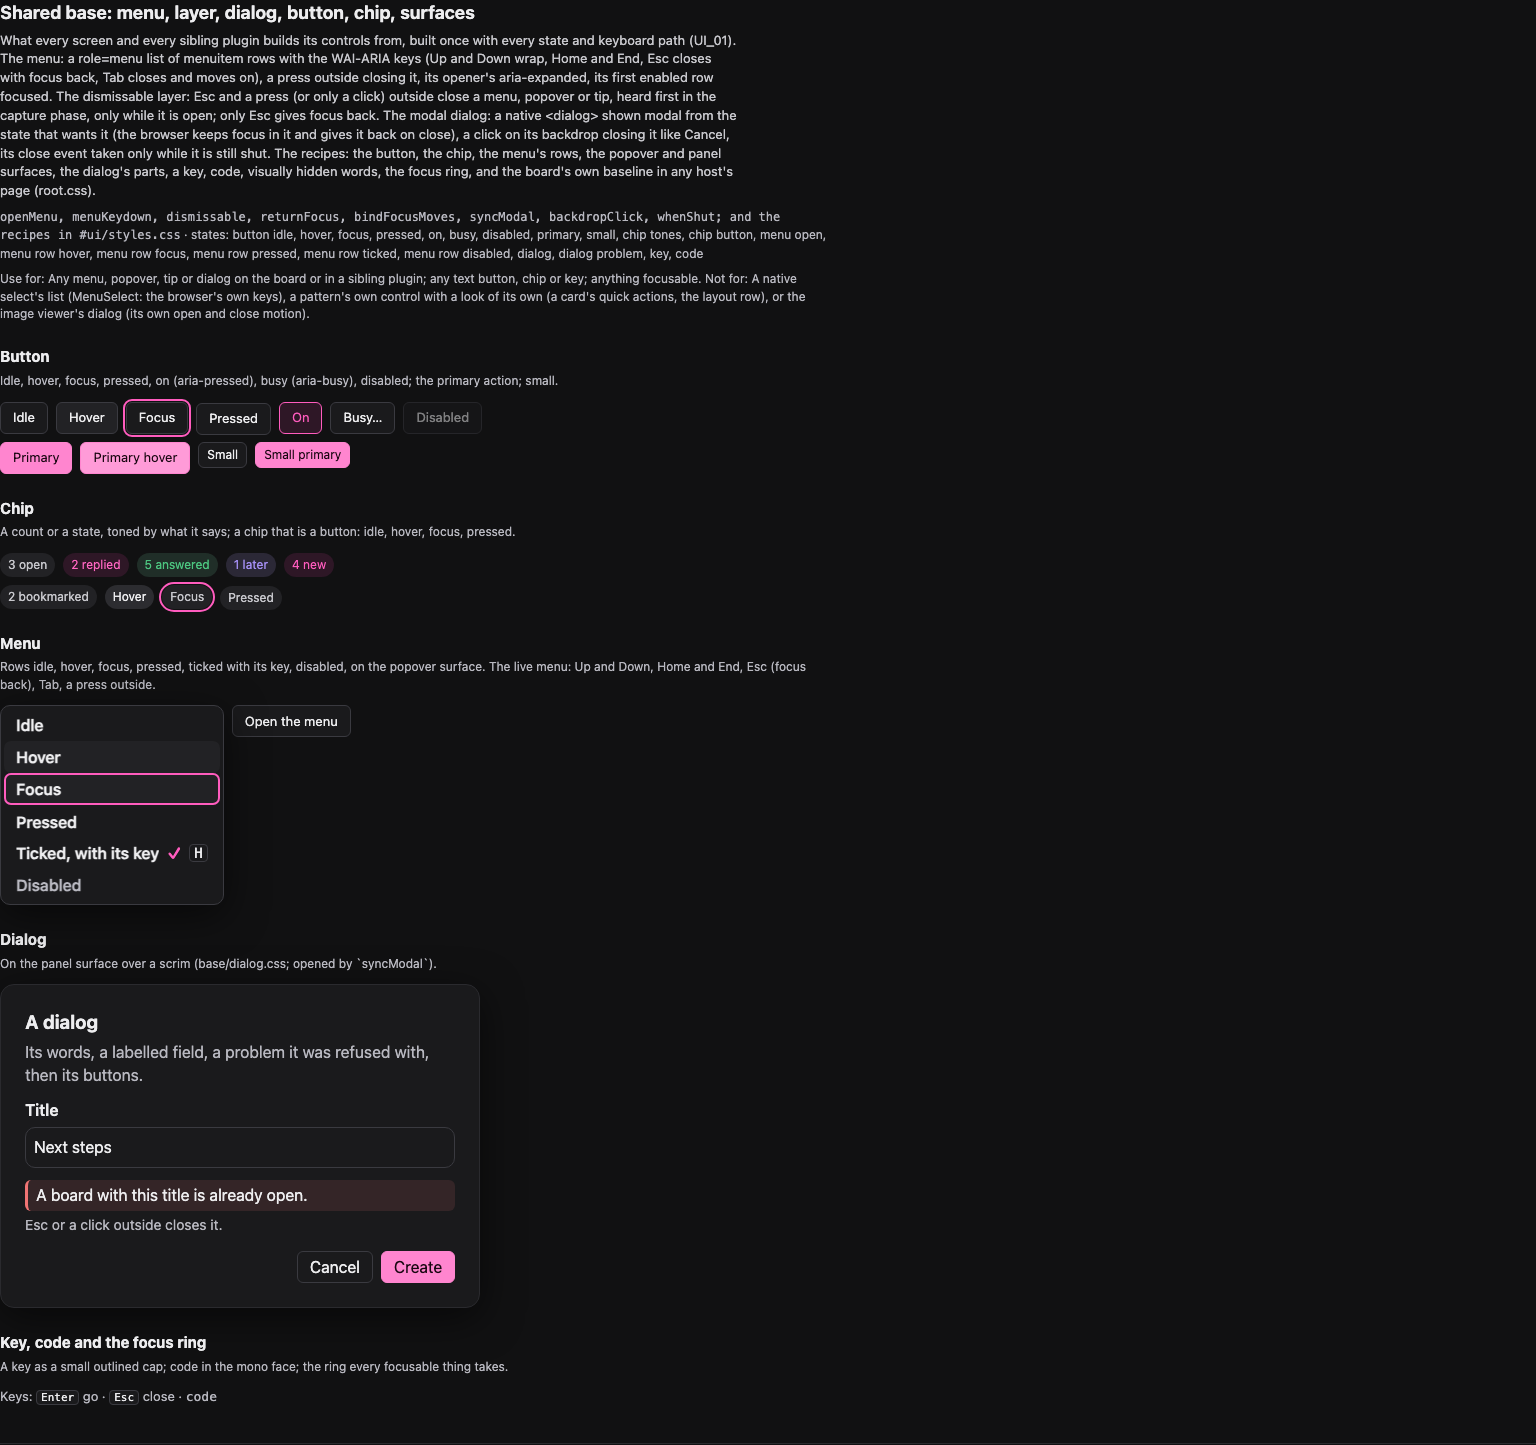 Shared base: menu, layer, dialog, button, chip, surfaces
What every screen and every sibling plugin builds its controls from, built once with every state and keyboard path (UI_01).
The menu: a role=menu list of menuitem rows with the WAI-ARIA keys (Up and Down wrap, Home and End, Esc closes
with focus back, Tab closes and moves on), a press outside closing it, its opener's aria-expanded, its first enabled row
focused. The dismissable layer: Esc and a press (or only a click) outside close a menu, popover or tip, heard first in the
capture phase, only while it is open; only Esc gives focus back. The modal dialog: a native <dialog> shown modal from the
state that wants it (the browser keeps focus in it and gives it back on close), a click on its backdrop closing it like Cancel,
its close event taken only while it is still shut. The recipes: the button, the chip, the menu's rows, the popover and panel
surfaces, the dialog's parts, a key, code, visually hidden words, the focus ring, and the board's own baseline in any host's
page (root.css).
openMenu, menuKeydown, dismissable, returnFocus, bindFocusMoves, syncModal, backdropClick, whenShut; and the
recipes in #ui/styles.css · states: button idle, hover, focus, pressed, on, busy, disabled, primary, small, chip tones, chip button, menu open,
menu row hover, menu row focus, menu row pressed, menu row ticked, menu row disabled, dialog, dialog problem, key, code
Use for: Any menu, popover, tip or dialog on the board or in a sibling plugin; any text button, chip or key; anything focusable. Not for: A native
select's list (MenuSelect: the browser's own keys), a pattern's own control with a look of its own (a card's quick actions, the layout row), or the
image viewer's dialog (its own open and close motion).
Button
Idle, hover, focus, pressed, on (aria-pressed), busy (aria-busy), disabled; the primary action; small.
Idle Hover Focus Pressed On Busy... Disabled
Primary Primary hover Small Small primary
Chip
A count or a state, toned by what it says; a chip that is a button: idle, hover, focus, pressed.
3 open 2 replied 5 answered 1 later 4 new
2 bookmarked Hover Focus Pressed
Menu
Rows idle, hover, focus, pressed, ticked with its key, disabled, on the popover surface. The live menu: Up and Down, Home and End, Esc (focus
back), Tab, a press outside.
Idle
Open the menu
Hover
Focus
Pressed
Ticked, with its key ✓ H
Disabled
Dialog
On the panel surface over a scrim (base/dialog.css; opened by `syncModal`).
A dialog
Its words, a labelled field, a problem it was refused with,
then its buttons.
Title
Next steps
A board with this title is already open.
Esc or a click outside closes it.
Cancel Create
Key, code and the focus ring
A key as a small outlined cap; code in the mono face; the ring every focusable thing takes.
Keys: Enter go · Esc close · code